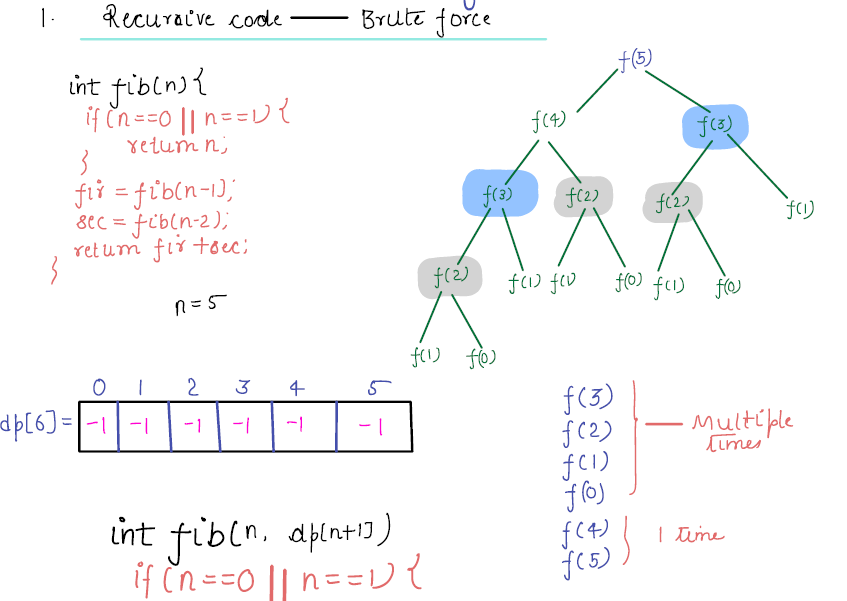 1. Recursive code — Brute force
int fib(n){
if (n==0 || n==1) {
return n;
}
fir = fib(n-1);
sec = fib(n-2);
return fir + sec;
}
n = 5
f(5)
f(4) f(3)
f(3) f(2) f(2) f(1)
f(2) f(1) f(1) f(0) f(1) f(0)
f(1) f(0)
0 1 2 3 4 5
dp[6] = -1 -1 -1 -1 -1 -1
f(3)
f(2)
f(1)
f(0)
Multiple
times
f(4)
f(5)
1 time
int fib(n, dp[n+1])
if (n==0 || n==1) {